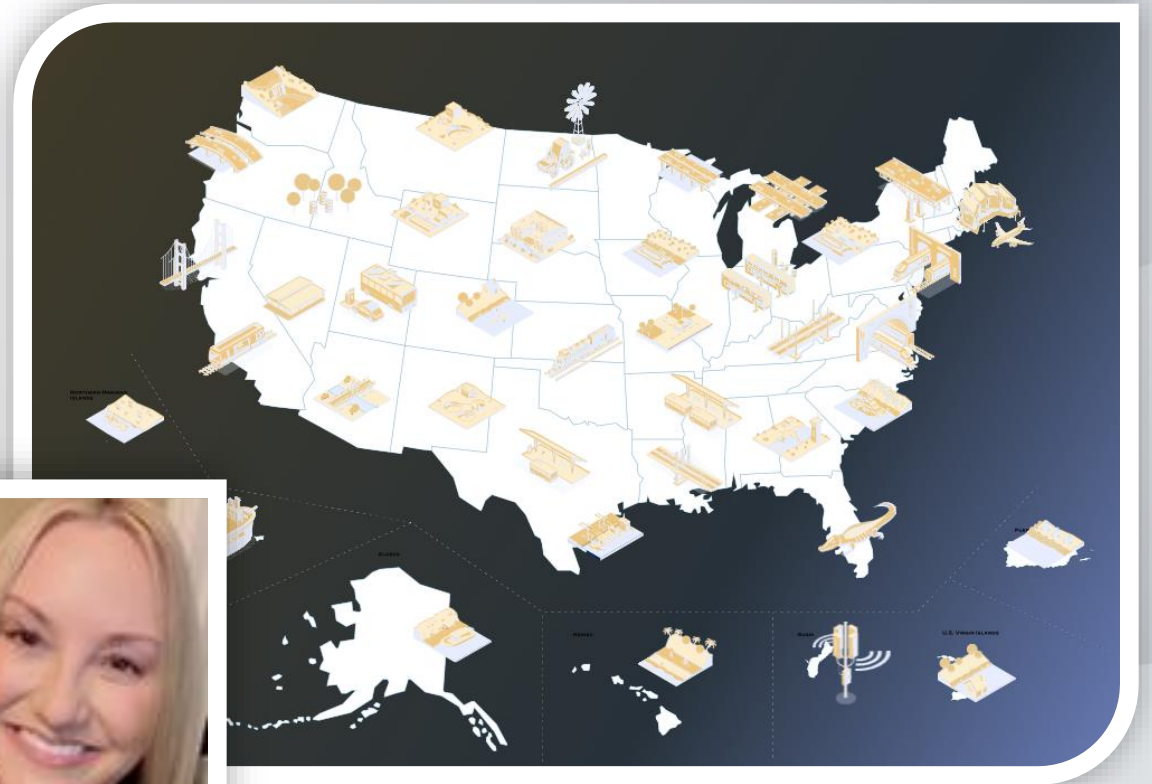 NORTHERN MARIANA
ISLANDS
ALASKA
HAWAII
GUAM
U.S. VIRGIN ISLANDS